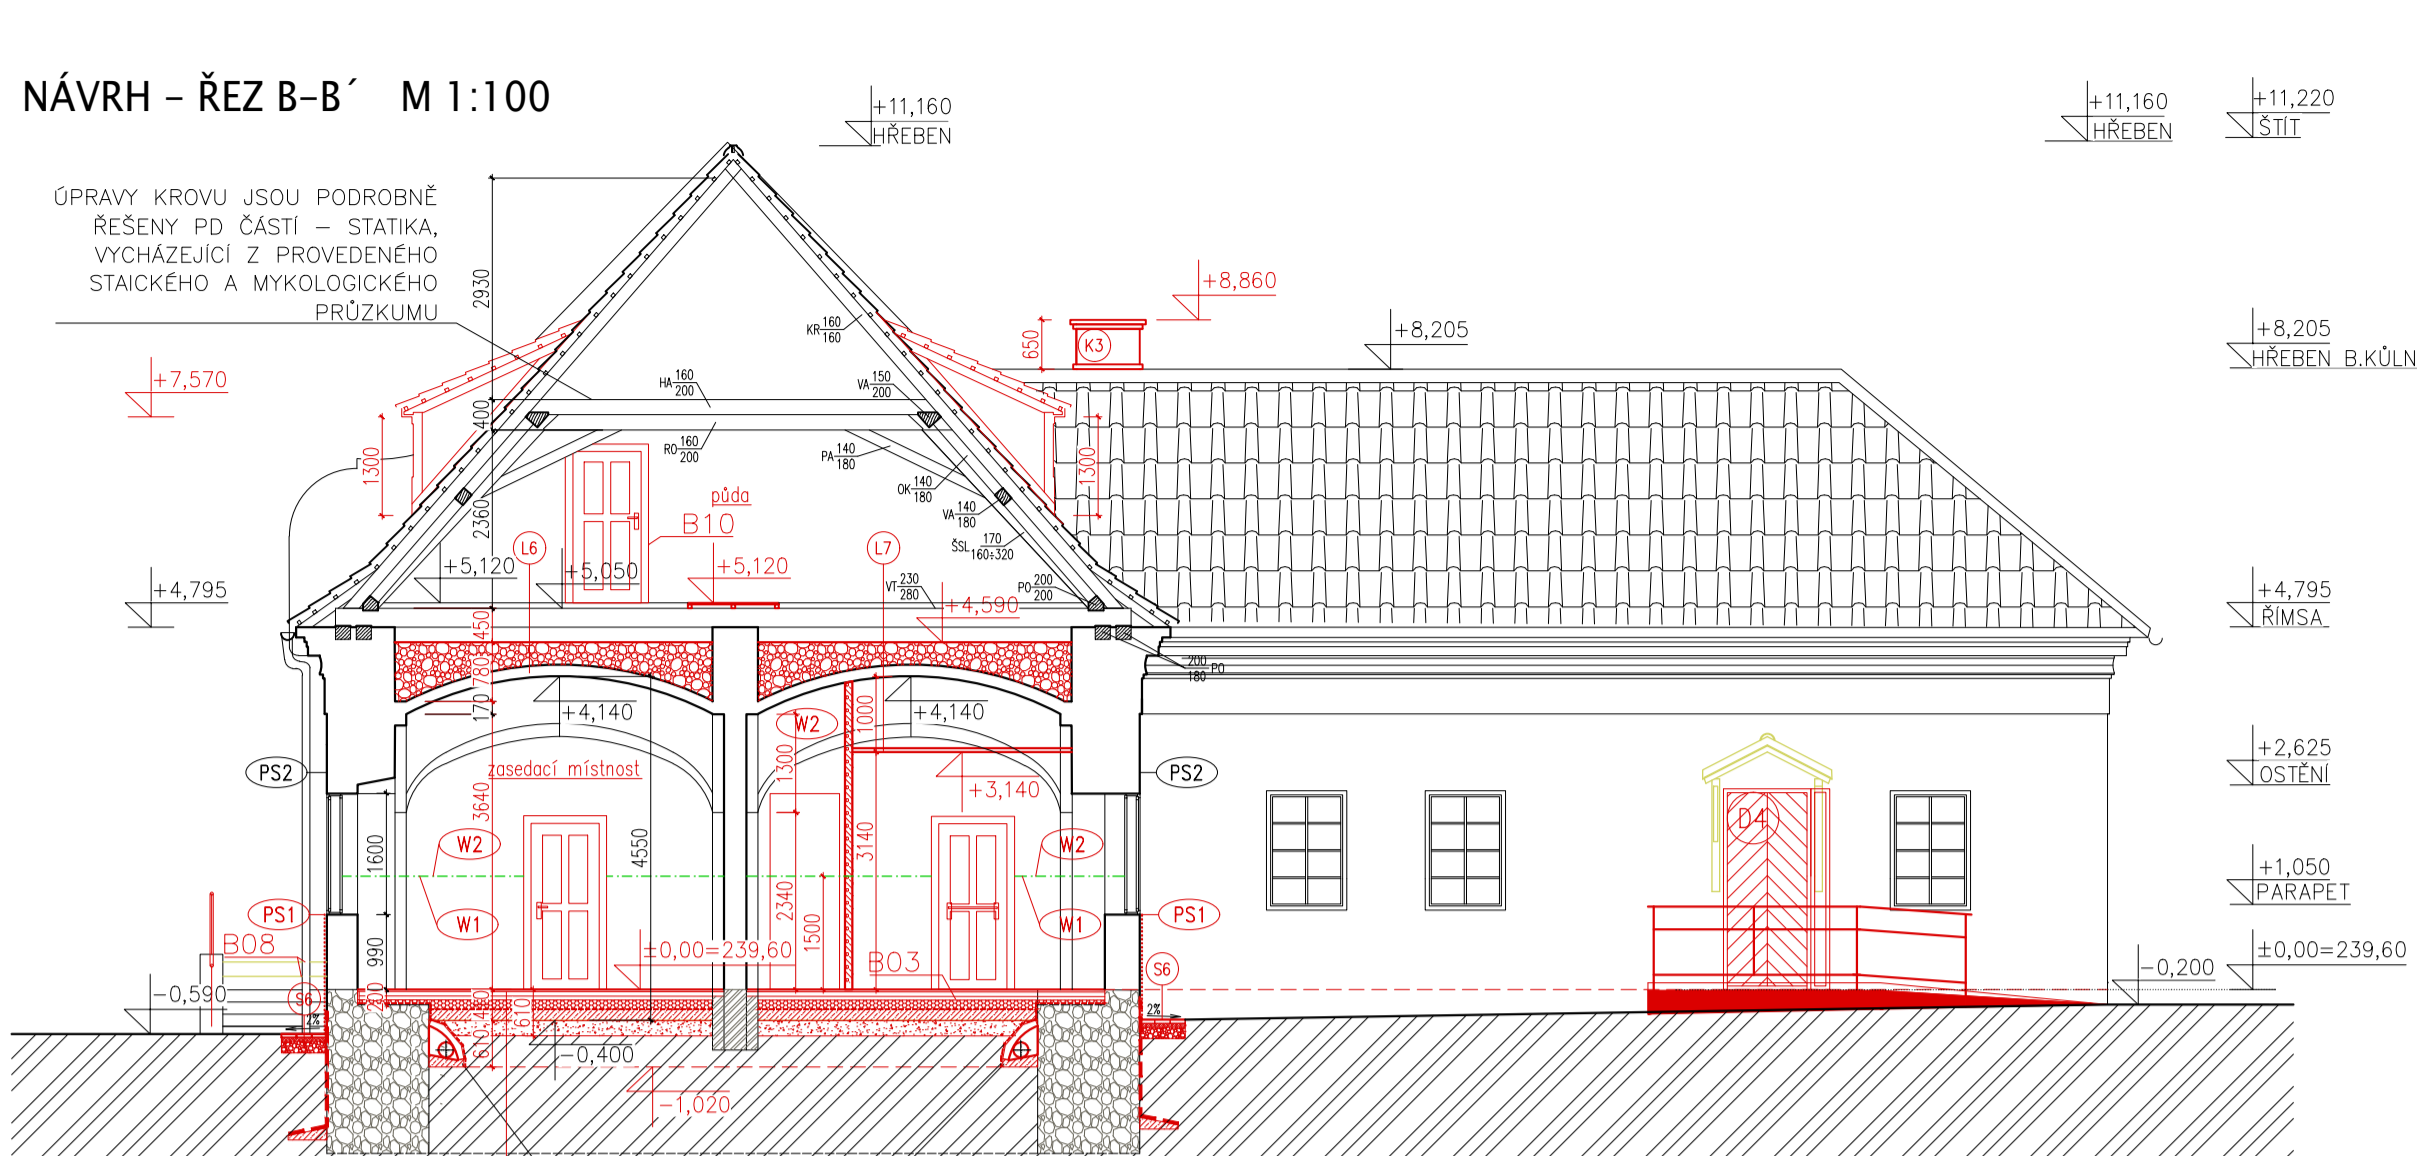 NÁVRH – ŘEZ B–B´ M 1:100
+11,160
HŘEBEN
+11,160
HŘEBEN
+11,220
ŠTÍT
ÚPRAVY KROVU JSOU PODROBNĚ
ŘEŠENY PD ČÁSTÍ – STATIKA,
VYCHÁZEJÍCÍ Z PROVEDENÉHO
STAICKÉHO A MYKOLOGICKÉHO
PRŮZKUMU
2930
+8,860
650
K3
+8,205
+8,205
HŘEBEN B.KŮLN
KR 160
160
+7,570
HA 160
200
VA 150
200
400
RO 160
200
PA 140
180
1300
1300
OK 140
180
VA 140
180
ŠSL 170
160÷320
2360
půda
B10
L6
L7
+5,120
+5,050
+5,120
VT 230
280
PO 200
200
+4,795
+4,590
+4,795
ŘÍMSA
450
780
170
200
180 PO
+4,140
+4,140
W2
1000
1300
zasedací místnost
+3,140
PS2
PS2
+2,625
OSTĚNÍ
3640
1600
4550
3140
W2
W2
D4
+1,050
PARAPET
2340
1500
PS1
W1
W1
PS1
B08
990
±0,00=239,60
B03
S6
-0,200
±0,00=239,60
-0,590
S6
2%
200
460
610
610
2%
-0,400
-1,020